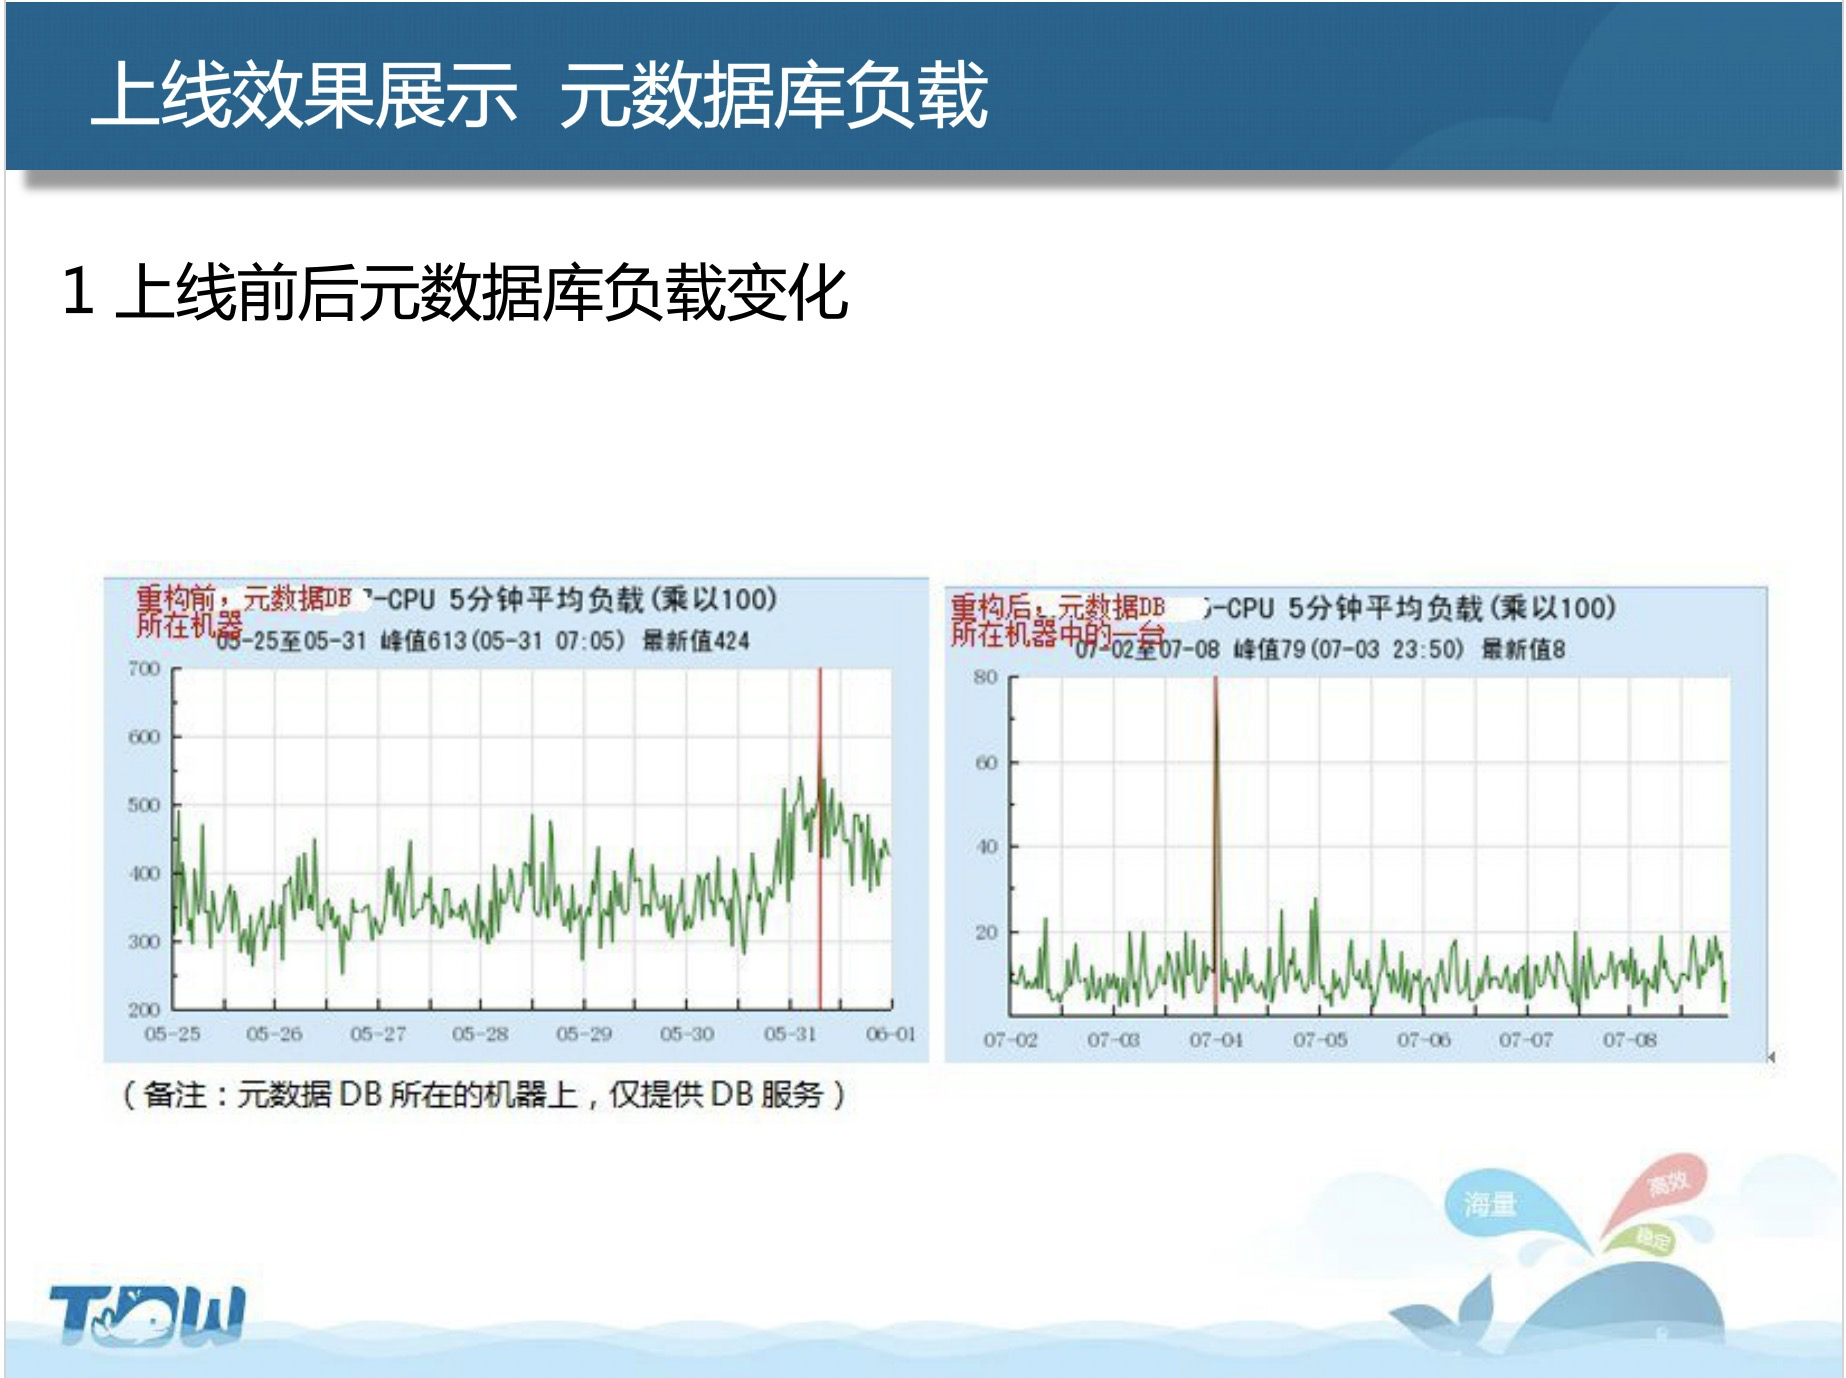 上线效果展示 元数据库负载
1 上线前后元数据库负载变化
重构前，元数据DB
所在机器
-CPU 5分钟平均负载(乘以100)
05-25至05-31 峰值613(05-31 07:05) 最新值424
700
600
500
400
300
200
05-25 05-26 05-27 05-28 05-29 05-30 05-31 06-01
重构后，元数据DB
所在机器中的一台
-CPU 5分钟平均负载(乘以100)
07-02至07-08 峰值79(07-03 23:50) 最新值8
80
60
40
20
07-02 07-03 07-04 07-05 07-06 07-07 07-08
（备注：元数据 DB 所在的机器上，仅提供 DB 服务）
海量
高效
稳定
TDW